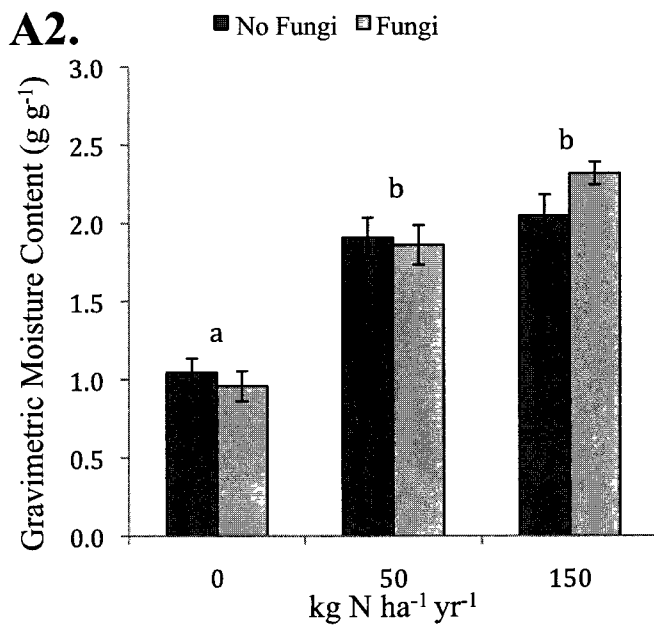 A2.
No Fungi Fungi
Gravimetric Moisture Content (g g⁻¹)
3.0
2.5
2.0
1.5
1.0
0.5
0.0
a
b
b
0 50 150
kg N ha⁻¹ yr⁻¹